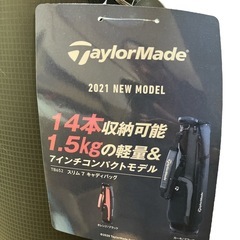 TaylorMade
2021 NEW MODEL
14本収納可能
1.5kgの軽量&
7インチコンパクトモデル
TB652 スリム7 キャディバッグ